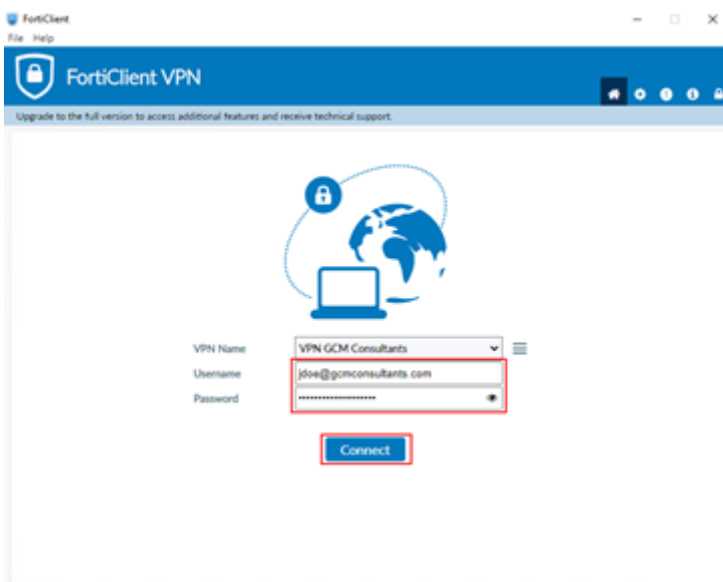 FortiClient
File Help
FortiClient VPN
Upgrade to the full version to access additional features and receive technical support.
VPN Name
VPN GCM Consultants
Username
jdoe@gcmconsultants.com
Password
••••••••••••••••••••
Connect